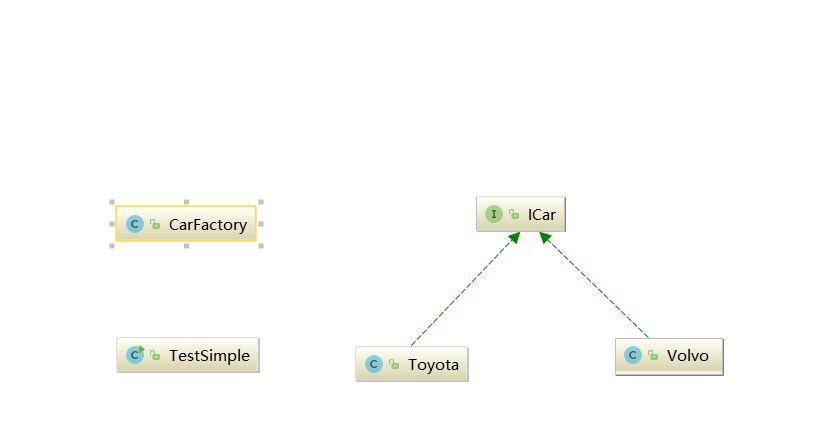 C CarFactory
I ICar
C TestSimple
C Toyota
C Volvo